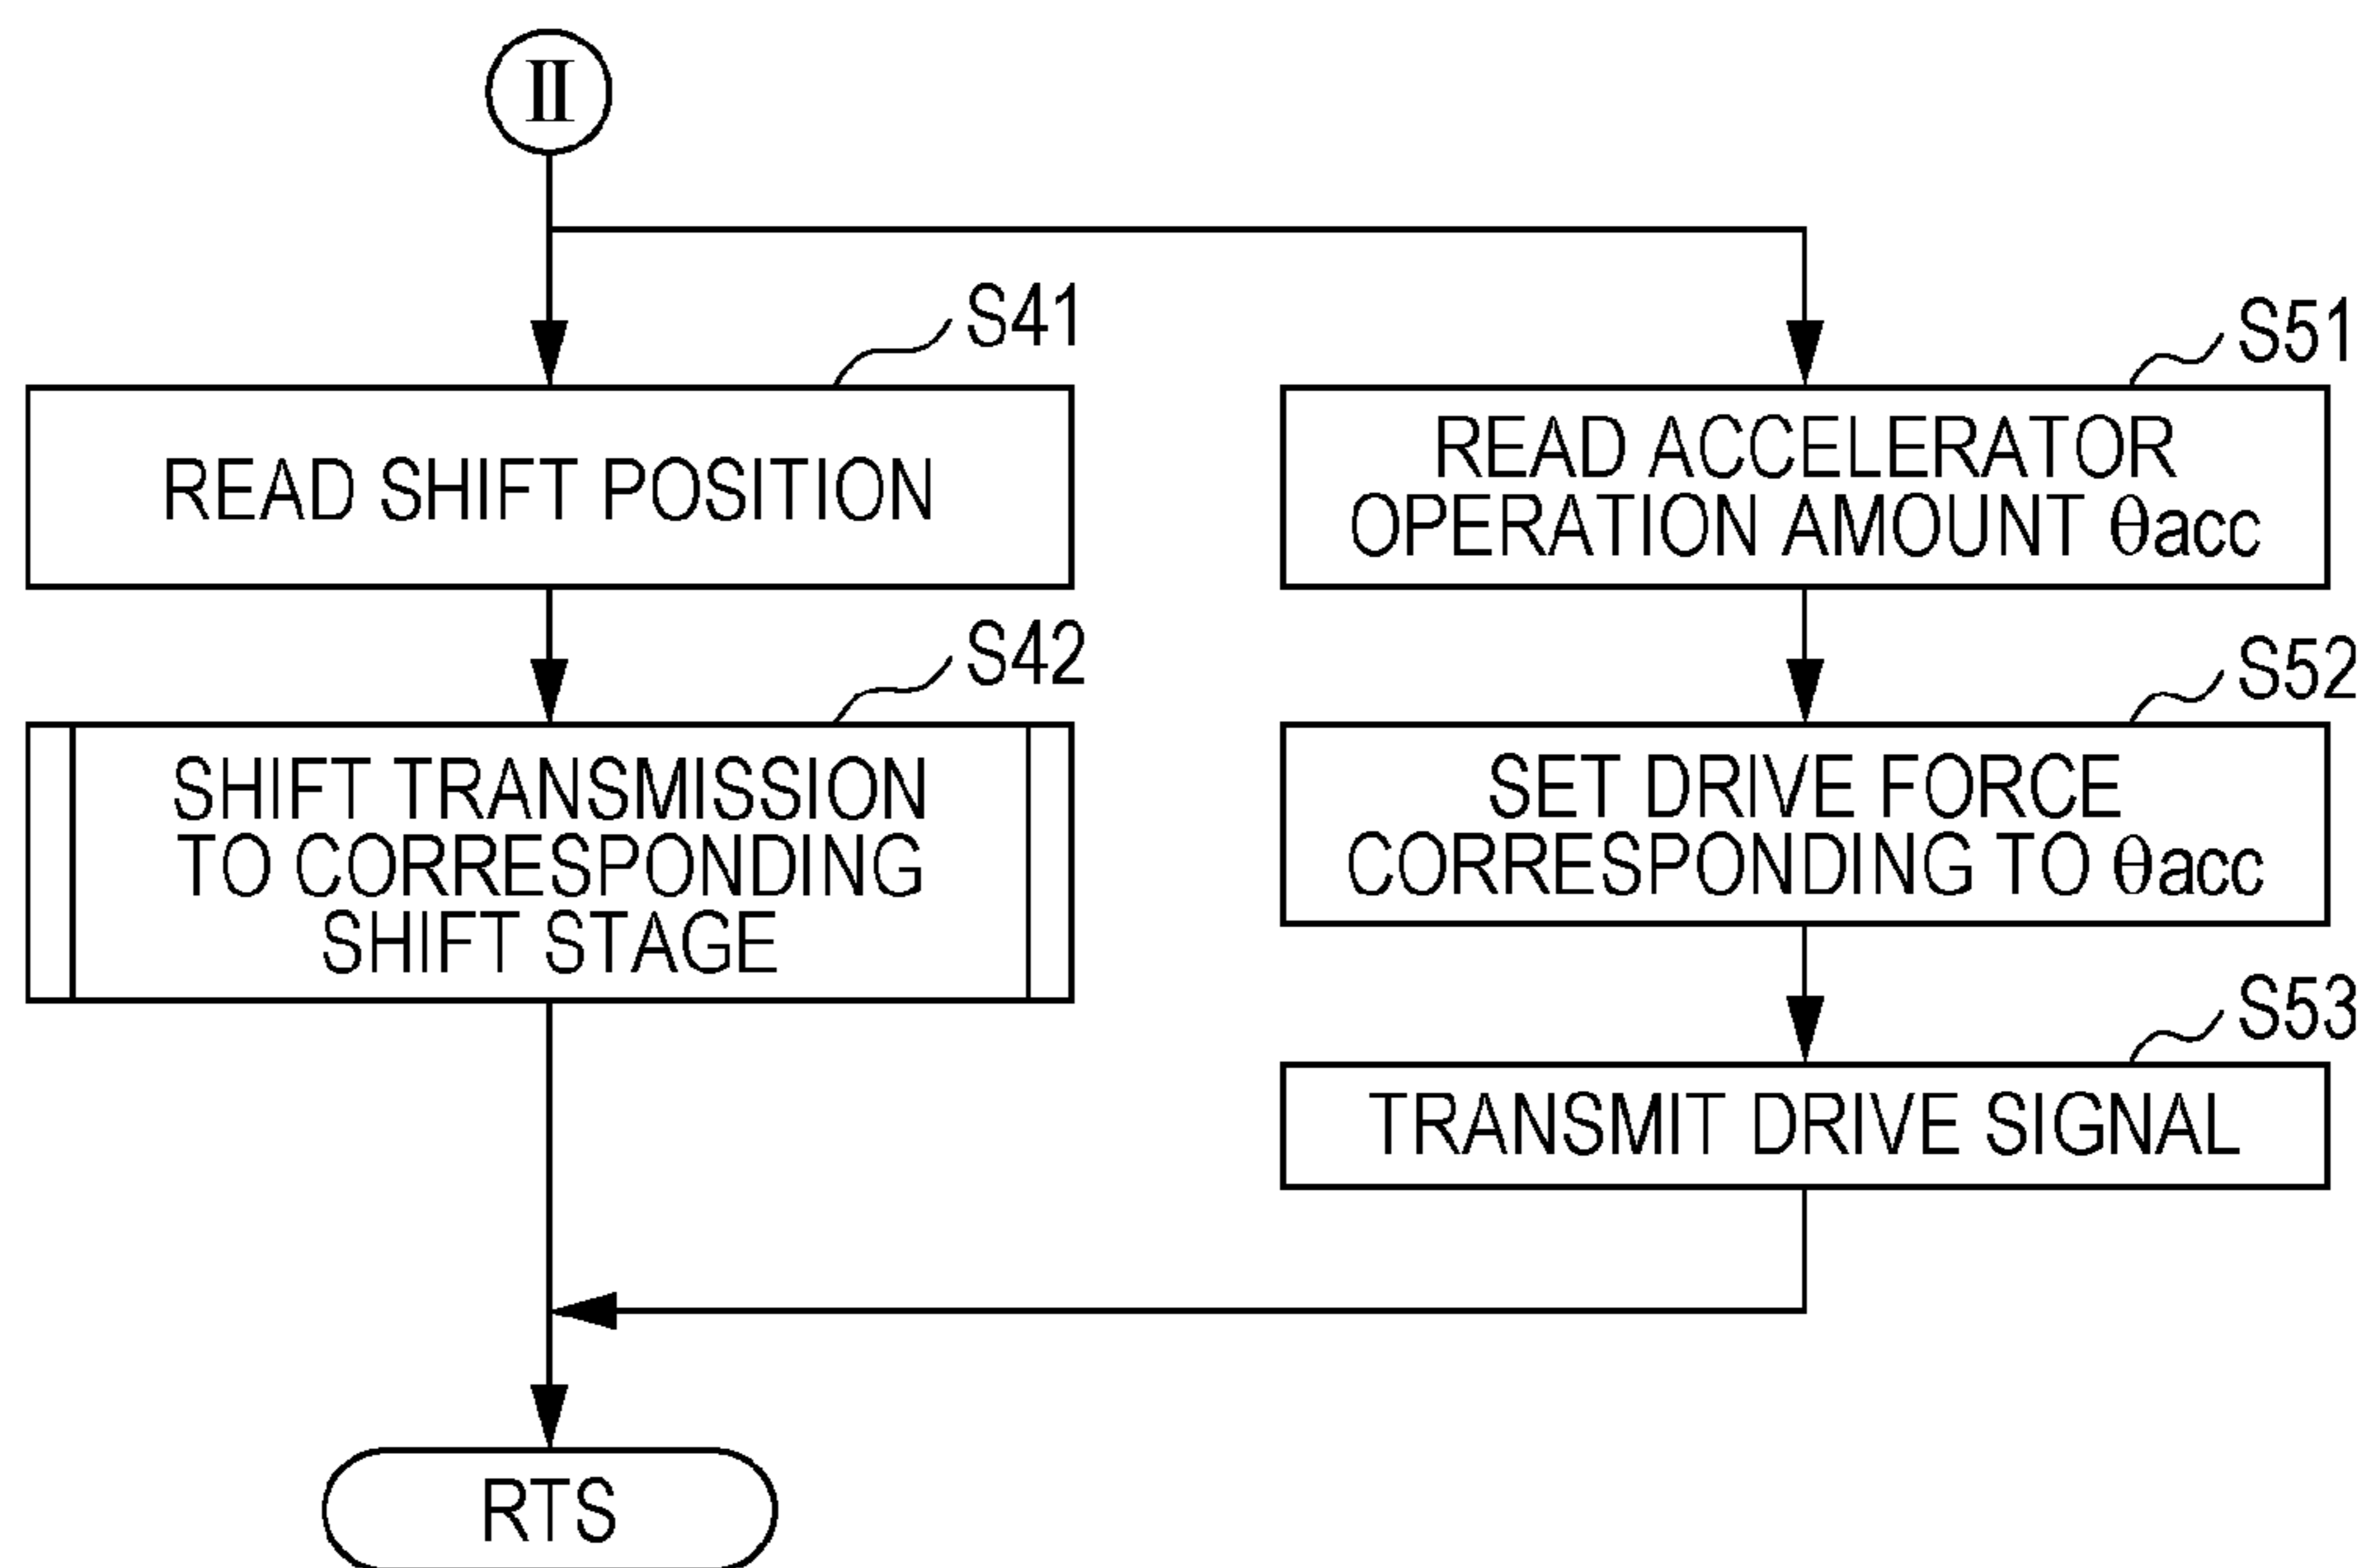 II
S41
READ SHIFT POSITION
S42
SHIFT TRANSMISSION
TO CORRESPONDING
SHIFT STAGE
S51
READ ACCELERATOR
OPERATION AMOUNT θacc
S52
SET DRIVE FORCE
CORRESPONDING TO θacc
S53
TRANSMIT DRIVE SIGNAL
RTS